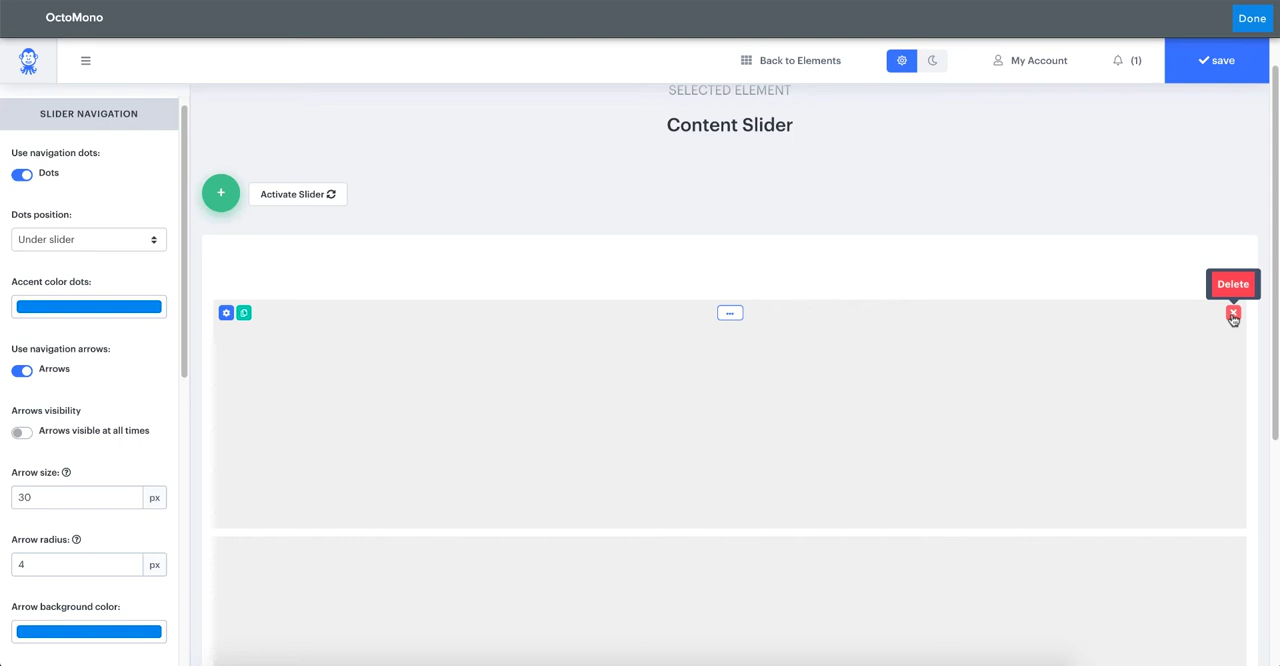 OctoMono
Done
Back to Elements
My Account
(1)
save
SLIDER NAVIGATION
Use navigation dots:
Dots
Dots position:
Under slider
Accent color dots:
Use navigation arrows:
Arrows
Arrows visibility
Arrows visible at all times
Arrow size:
30 px
Arrow radius:
4 px
Arrow background color:
SELECTED ELEMENT
Content Slider
+ Activate Slider
Delete